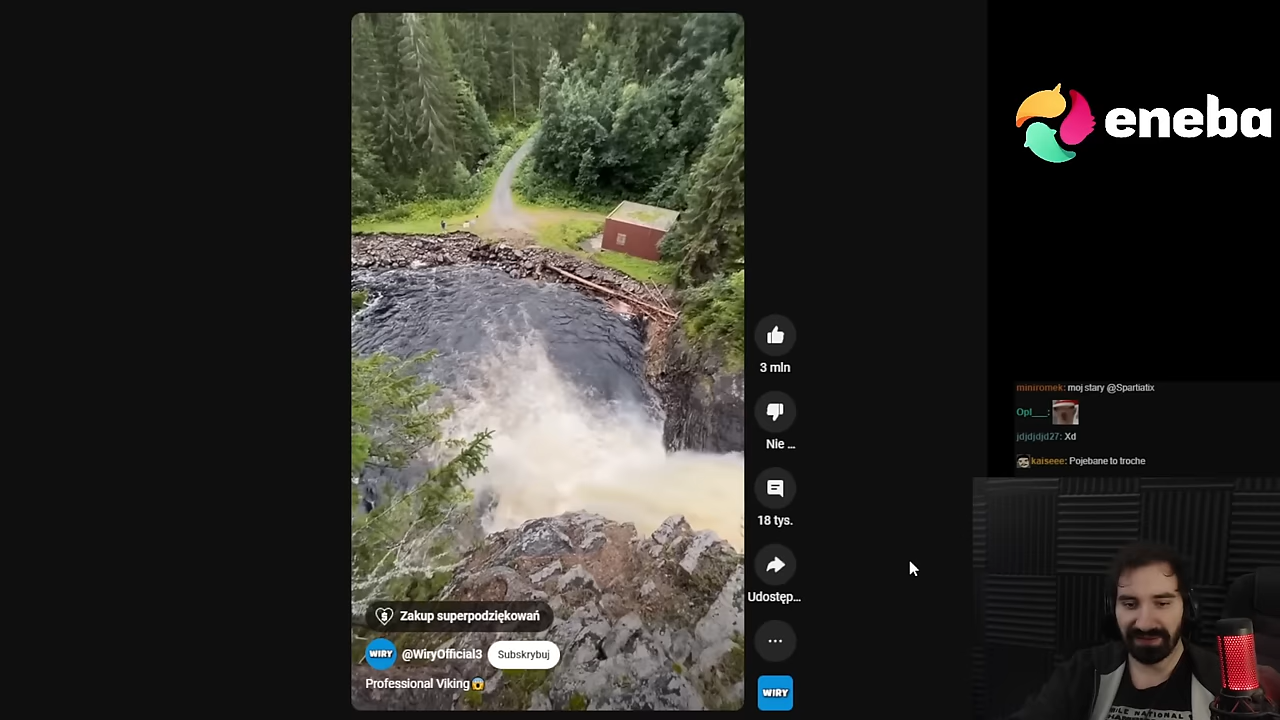 eneba
3 mln
Nie ...
18 tys.
Udostęp...
Zakup superpodziękowań
WIRY
@WiryOfficial3
Subskrybuj
Professional Viking
WIRY
miniromek: moj stary @Spartiatix
Opl___:
jdjdjdjd27: Xd
kaiseee: Pojebane to troche